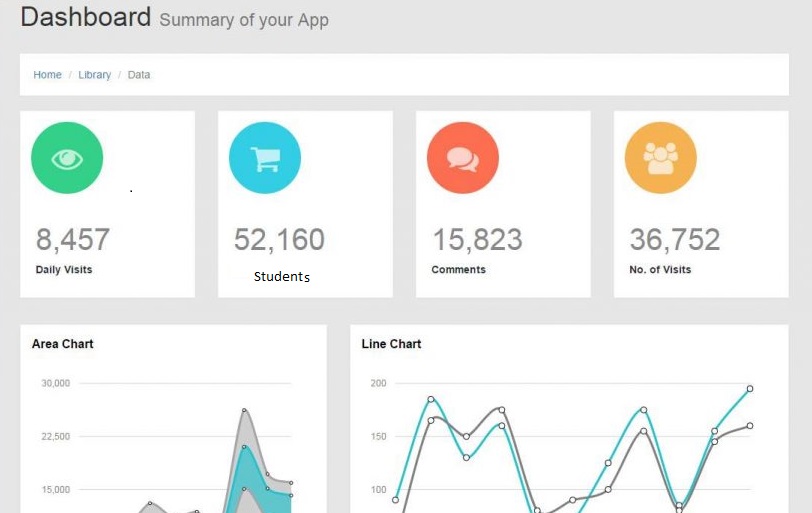 Dashboard Summary of your App
Home / Library / Data
8,457
Daily Visits
52,160
Students
15,823
Comments
36,752
No. of Visits
Area Chart
30,000
22,500
15,000
Line Chart
200
150
100